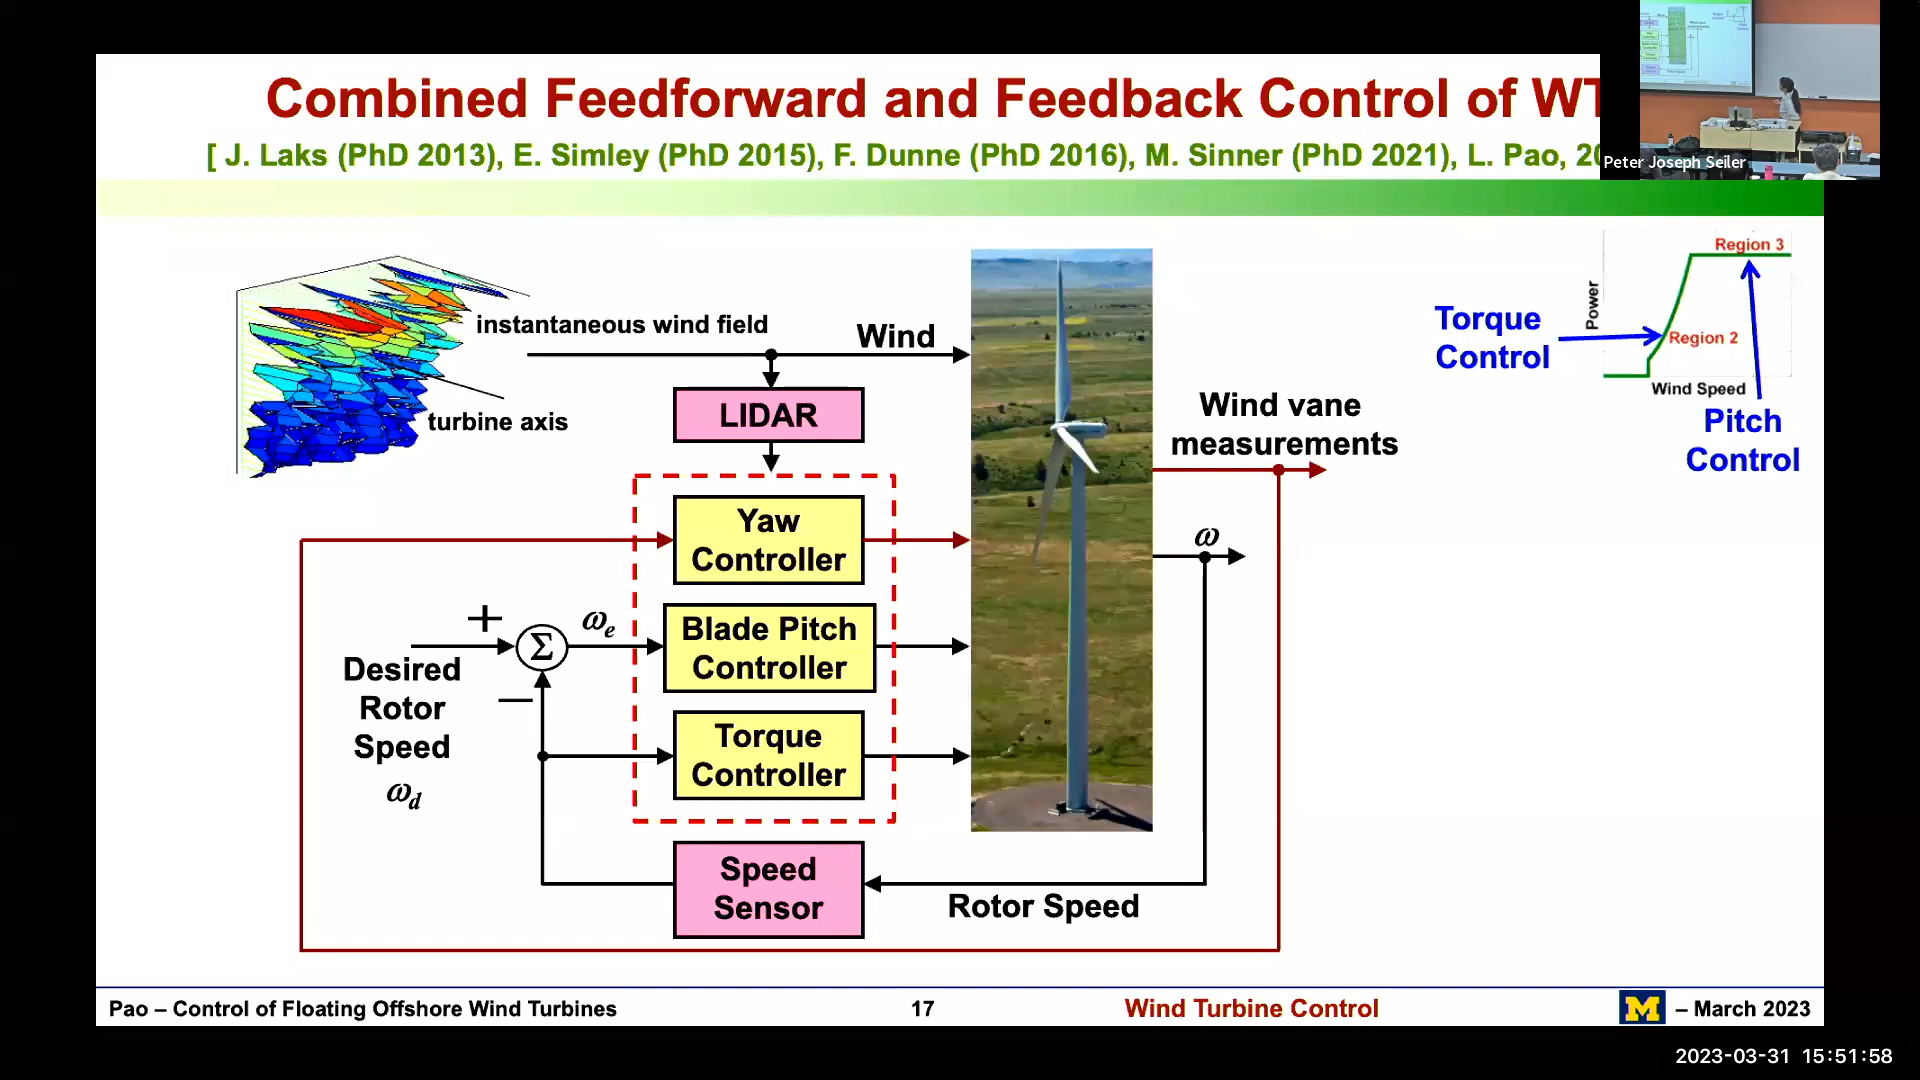 Combined Feedforward and Feedback Control of WT
[ J. Laks (PhD 2013), E. Simley (PhD 2015), F. Dunne (PhD 2016), M. Sinner (PhD 2021), L. Pao, 20
Peter Joseph Seiler
instantaneous wind field
turbine axis
Wind
LIDAR
Yaw
Controller
Blade Pitch
Controller
Torque
Controller
Speed
Sensor
+
Σ
−
ωe
Desired
Rotor
Speed
ωd
Wind vane
measurements
ω
Rotor Speed
Torque
Control
Power
Region 3
Region 2
Wind Speed
Pitch
Control
Pao – Control of Floating Offshore Wind Turbines
17
Wind Turbine Control
M – March 2023
2023-03-31 15:51:58